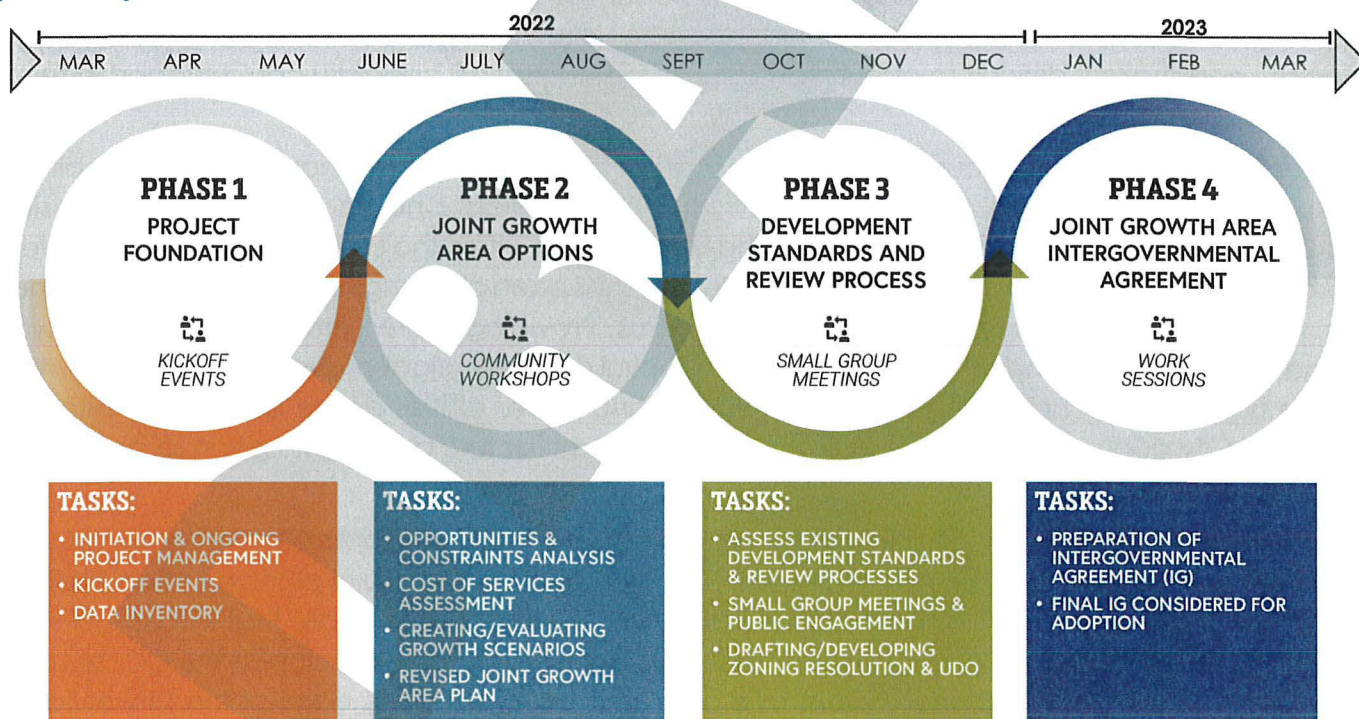 2022
2023
MAR APR MAY JUNE JULY AUG SEPT OCT NOV DEC JAN FEB MAR
PHASE 1
PROJECT
FOUNDATION
KICKOFF
EVENTS
PHASE 2
JOINT GROWTH
AREA OPTIONS
COMMUNITY
WORKSHOPS
PHASE 3
DEVELOPMENT
STANDARDS AND
REVIEW PROCESS
SMALL GROUP
MEETINGS
PHASE 4
JOINT GROWTH AREA
INTERGOVERNMENTAL
AGREEMENT
WORK
SESSIONS
TASKS:
• INITIATION & ONGOING
PROJECT MANAGEMENT
• KICKOFF EVENTS
• DATA INVENTORY
TASKS:
• OPPORTUNITIES &
CONSTRAINTS ANALYSIS
• COST OF SERVICES
ASSESSMENT
• CREATING/EVALUATING
GROWTH SCENARIOS
• REVISED JOINT GROWTH
AREA PLAN
TASKS:
• ASSESS EXISTING
DEVELOPMENT STANDARDS
& REVIEW PROCESSES
• SMALL GROUP MEETINGS &
PUBLIC ENGAGEMENT
• DRAFTING/DEVELOPING
ZONING RESOLUTION & UDO
TASKS:
• PREPARATION OF
INTERGOVERNMENTAL
AGREEMENT (IG)
• FINAL IG CONSIDERED FOR
ADOPTION